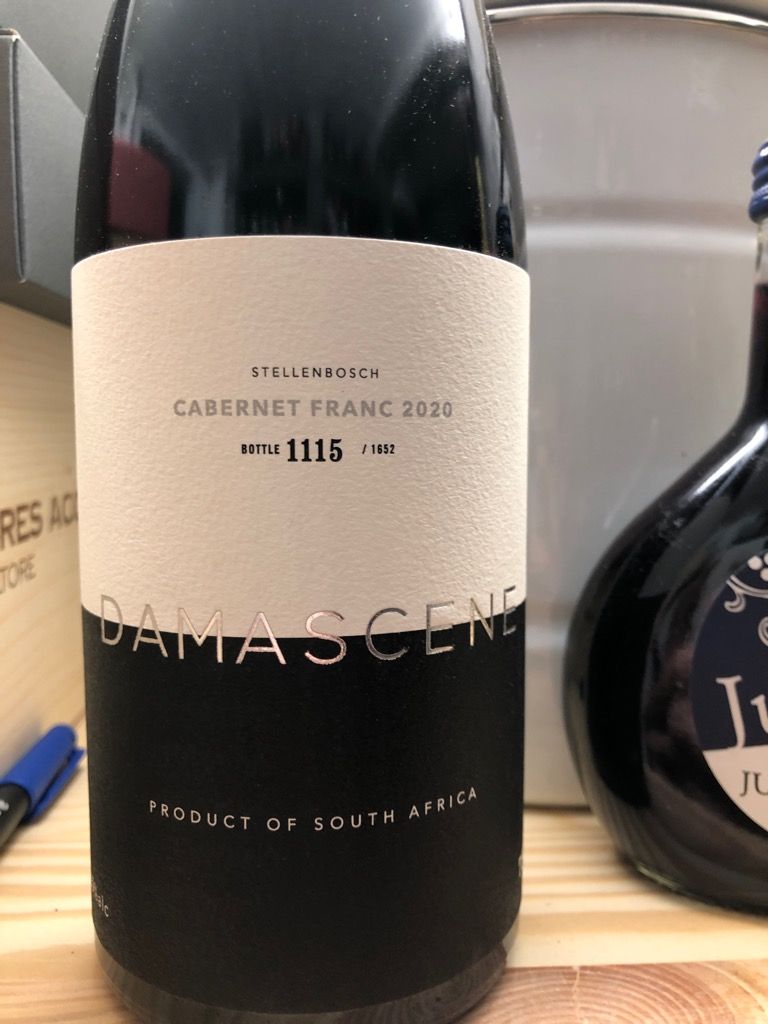 STELLENBOSCH
CABERNET FRANC 2020
BOTTLE 1115 / 1652
DAMASCENE
PRODUCT OF SOUTH AFRICA